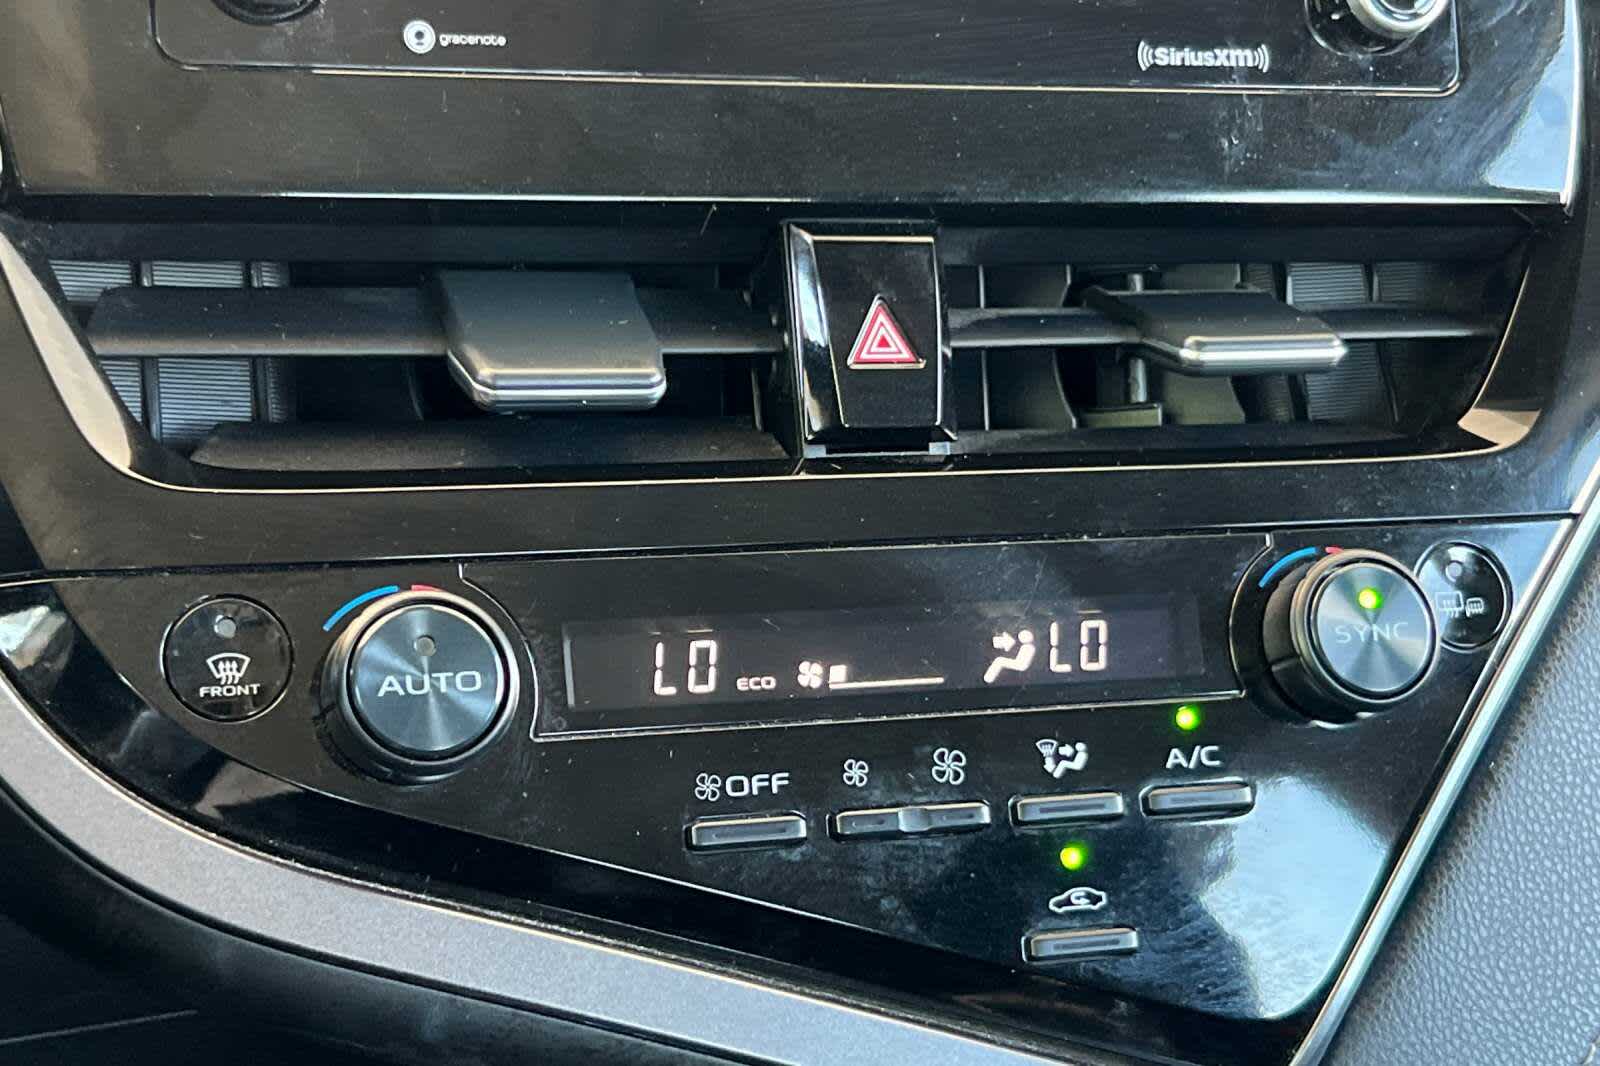 gracenote
SiriusXM
FRONT
AUTO
LO ECO LO
SYNC
OFF
A/C